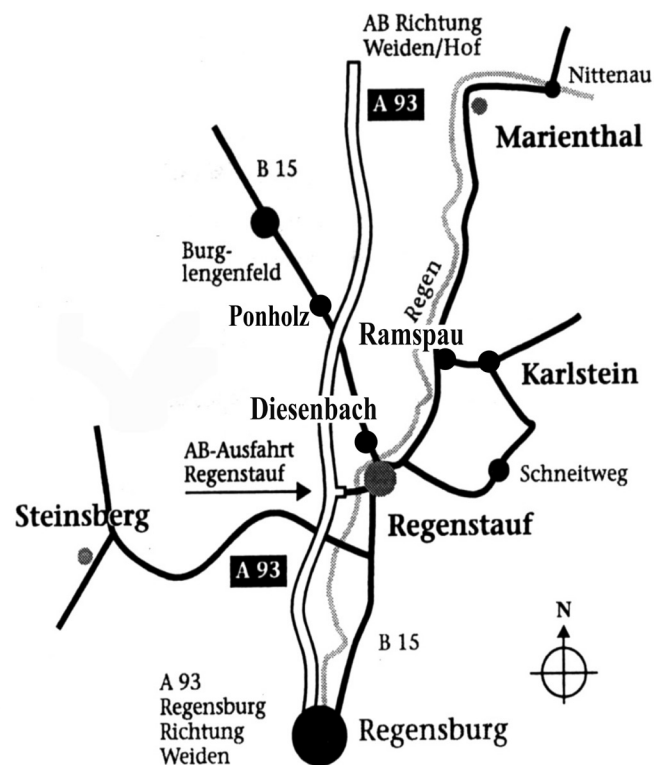 AB Richtung
Weiden/Hof
A 93
Nittenau
Marienthal
B 15
Burg-
lengenfeld
Regen
Ponholz
Ramspau
Karlstein
Diesenbach
AB-Ausfahrt
Regenstauf
Schneitweg
Steinsberg
Regenstauf
A 93
N
B 15
A 93
Regensburg
Richtung
Weiden
Regensburg